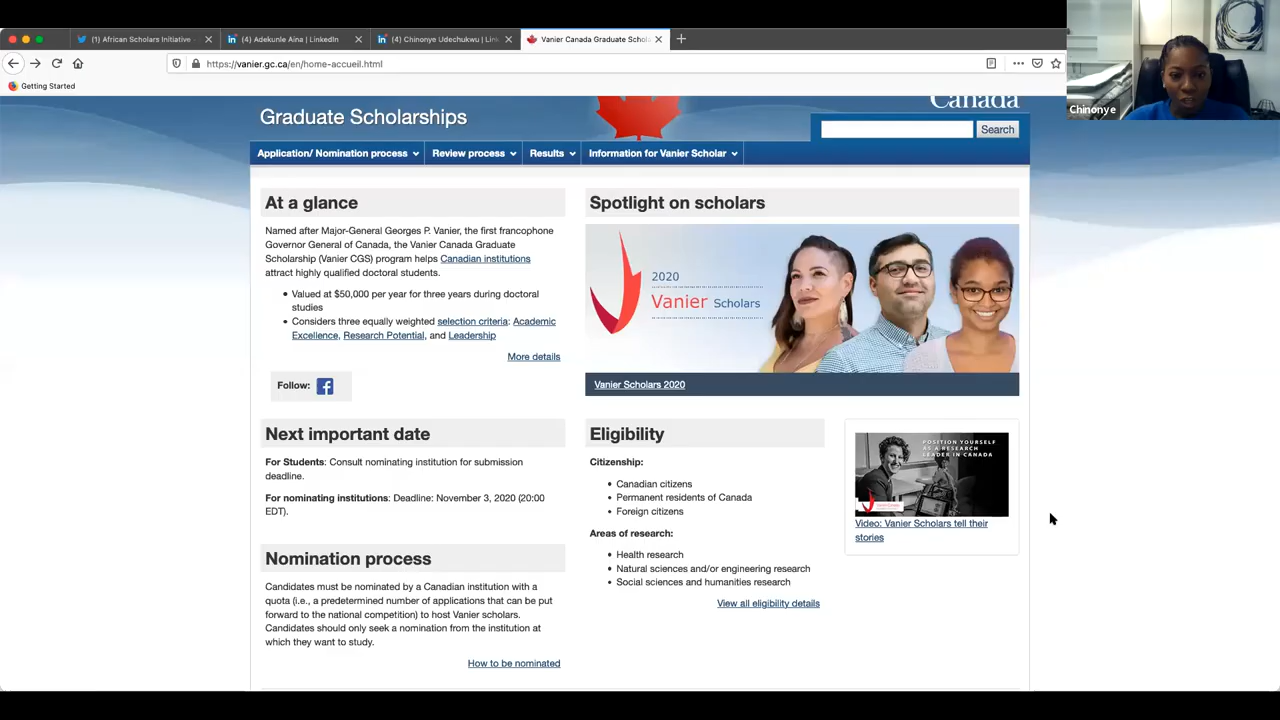 (1) African Scholars Initiative
(4) Adekunle Aina | LinkedIn
(4) Chinonye Udechukwu | Link
Vanier Canada Graduate Schola
https://vanier.gc.ca/en/home-accueil.html
Getting Started
Chinonye
Canada
Graduate Scholarships
Search
Application/ Nomination process
Review process
Results
Information for Vanier Scholar
At a glance
Named after Major-General Georges P. Vanier, the first francophone
Governor General of Canada, the Vanier Canada Graduate
Scholarship (Vanier CGS) program helps Canadian institutions
attract highly qualified doctoral students.
• Valued at $50,000 per year for three years during doctoral
studies
• Considers three equally weighted selection criteria: Academic
Excellence, Research Potential, and Leadership
More details
Follow:
Spotlight on scholars
2020
Vanier Scholars
Vanier Scholars 2020
Next important date
For Students: Consult nominating institution for submission
deadline.
For nominating institutions: Deadline: November 3, 2020 (20:00
EDT).
Nomination process
Candidates must be nominated by a Canadian institution with a
quota (i.e., a predetermined number of applications that can be put
forward to the national competition) to host Vanier scholars.
Candidates should only seek a nomination from the institution at
which they want to study.
How to be nominated
Eligibility
Citizenship:
• Canadian citizens
• Permanent residents of Canada
• Foreign citizens
Areas of research:
• Health research
• Natural sciences and/or engineering research
• Social sciences and humanities research
View all eligibility details
POSITION YOURSELF
AS A RESEARCH
LEADER IN CANADA
Video: Vanier Scholars tell their
stories